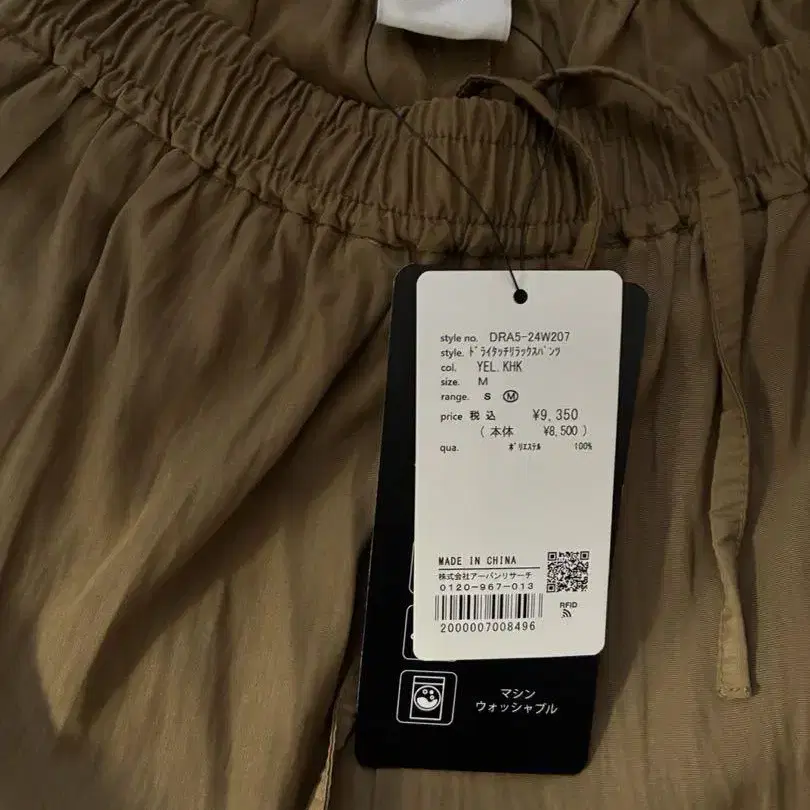 style no. DRA5-24W207
style. ﾄﾞﾗｲﾀｯﾁﾘﾗｯｸｽﾊﾟﾝﾂ
col. YEL.KHK
size. M
range. S Ⓜ
price 税込 ¥9,350
( 本体 ¥8,500 )
qua. ﾎﾟﾘｴｽﾃﾙ 100%
MADE IN CHINA
株式会社アーバンリサーチ
0120-967-013
2000007008496
RFID
マシン
ウォッシャブル